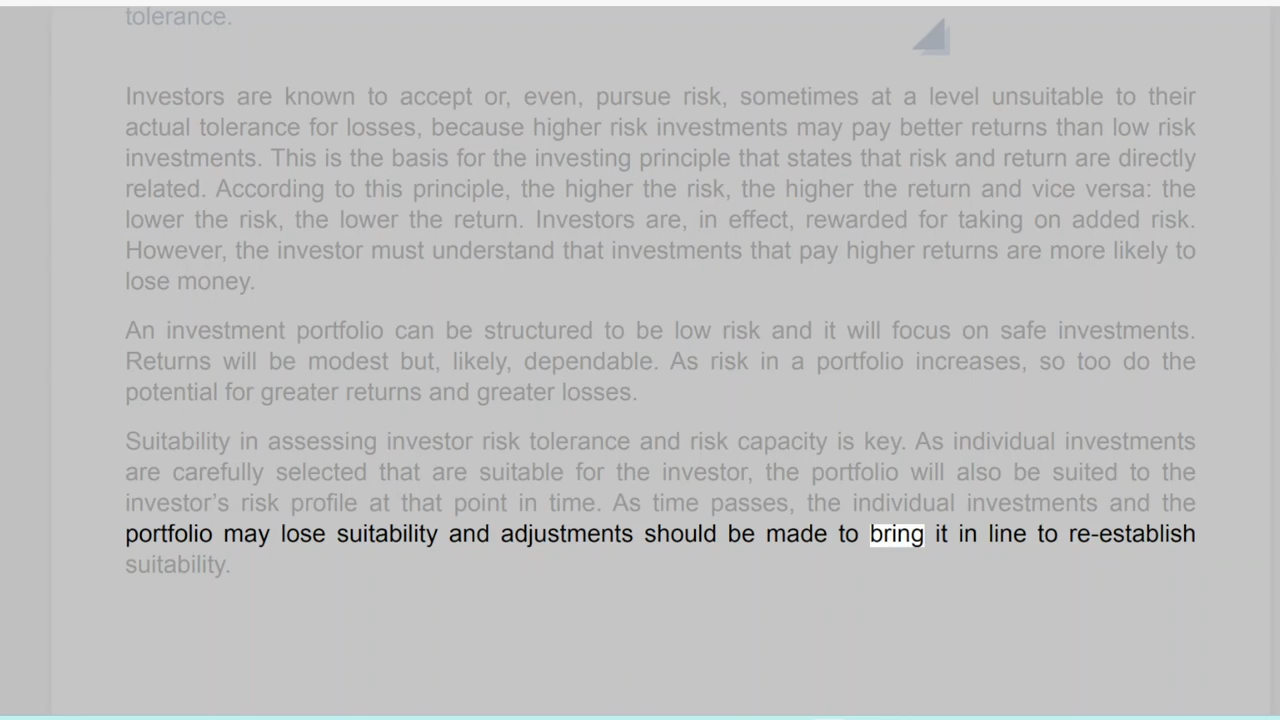 tolerance.
Investors are known to accept or, even, pursue risk, sometimes at a level unsuitable to their
actual tolerance for losses, because higher risk investments may pay better returns than low risk
investments. This is the basis for the investing principle that states that risk and return are directly
related. According to this principle, the higher the risk, the higher the return and vice versa: the
lower the risk, the lower the return. Investors are, in effect, rewarded for taking on added risk.
However, the investor must understand that investments that pay higher returns are more likely to
lose money.
An investment portfolio can be structured to be low risk and it will focus on safe investments.
Returns will be modest but, likely, dependable. As risk in a portfolio increases, so too do the
potential for greater returns and greater losses.
Suitability in assessing investor risk tolerance and risk capacity is key. As individual investments
are carefully selected that are suitable for the investor, the portfolio will also be suited to the
investor’s risk profile at that point in time. As time passes, the individual investments and the
portfolio may lose suitability and adjustments should be made to bring it in line to re-establish
suitability.